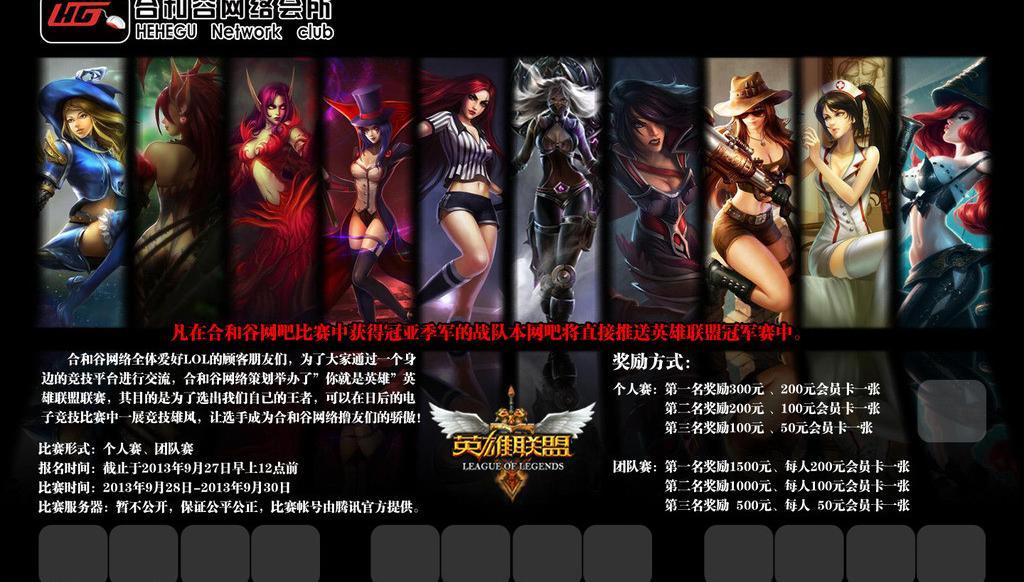 HG 合和谷网络会所
HEHEGU Network club
凡在合和谷网吧比赛中获得冠亚季军的战队本网吧将直接推送英雄联盟冠军赛中。
合和谷网络全体爱好LOL的顾客朋友们，为了大家通过一个身
边的竞技平台进行交流，合和谷网络策划举办了”你就是英雄”英
雄联盟联赛，其目的是为了选出我们自己的王者，可以在日后的电
子竞技比赛中一展竞技雄风，让选手成为合和谷网络撸友们的骄傲！
比赛形式：个人赛、团队赛
报名时间：截止于2013年9月27日早上12点前
比赛时间：2013年9月28日-2013年9月30日
比赛服务器：暂不公开，保证公平公正，比赛帐号由腾讯官方提供。
英雄联盟
LEAGUE OF LEGENDS
奖励方式：
个人赛：第一名奖励300元 、200元会员卡一张
第二名奖励200元 、100元会员卡一张
第三名奖励100元 、50元会员卡一张
团队赛：第一名奖励1500元、每人200元会员卡一张
第二名奖励1000元、每人100元会员卡一张
第三名奖励 500元、每人 50元会员卡一张